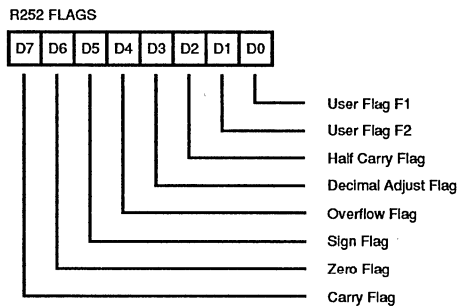 R252 FLAGS
D7 D6 D5 D4 D3 D2 D1 D0
User Flag F1
User Flag F2
Half Carry Flag
Decimal Adjust Flag
Overflow Flag
Sign Flag
Zero Flag
Carry Flag